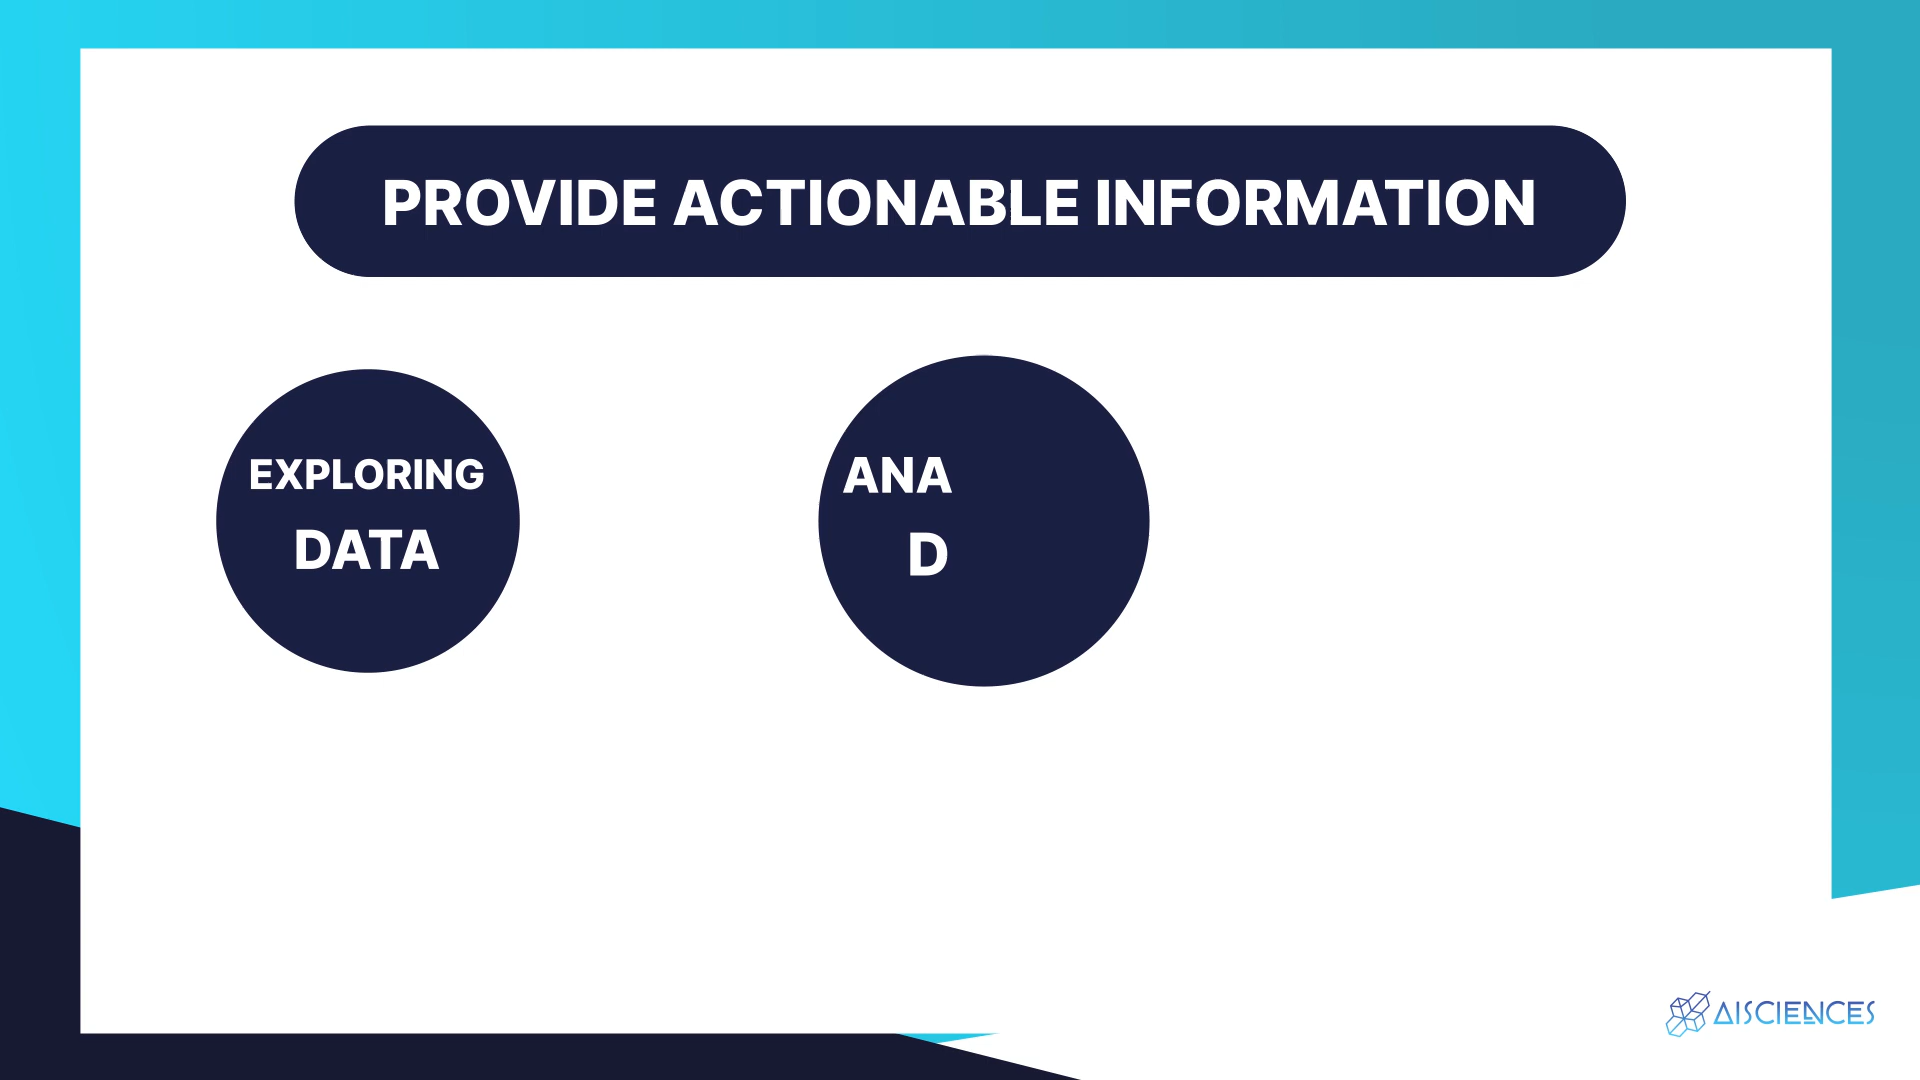 PROVIDE ACTIONABLE INFORMATION
EXPLORING
DATA
ANA
D
AISCIENCES